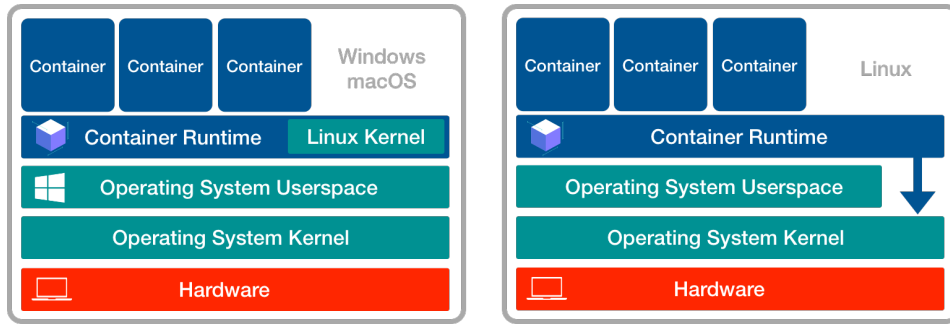 Container
Container
Container
Windows
macOS
Container Runtime
Linux Kernel
Operating System Userspace
Operating System Kernel
Hardware
Container
Container
Container
Linux
Container Runtime
Operating System Userspace
Operating System Kernel
Hardware